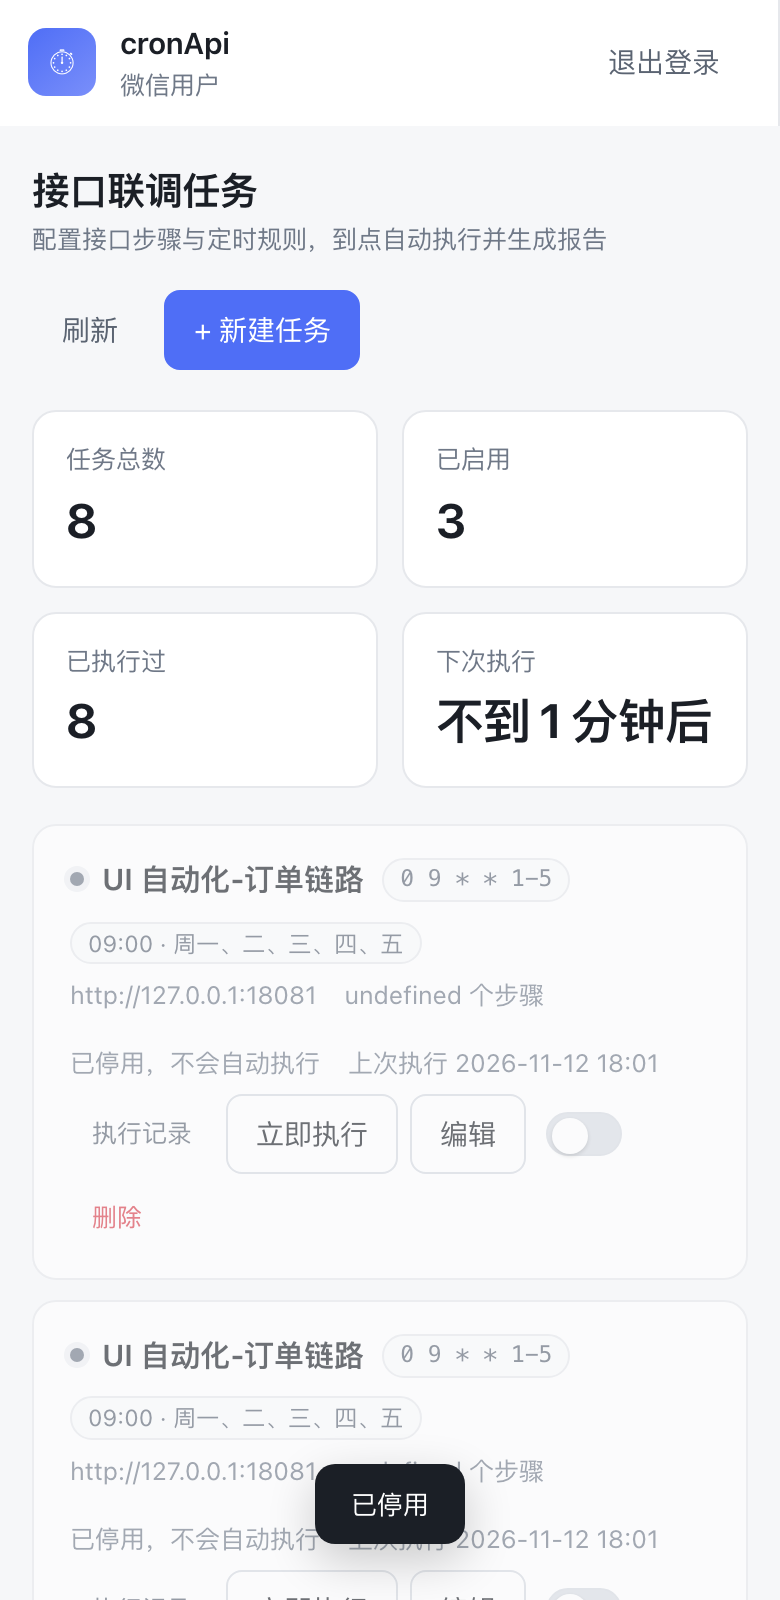 cronApi
微信用户
退出登录
接口联调任务
配置接口步骤与定时规则，到点自动执行并生成报告
刷新
+ 新建任务
任务总数
8
已启用
3
已执行过
8
下次执行
不到 1 分钟后
UI 自动化-订单链路 0 9 * * 1-5
09:00 · 周一、二、三、四、五
http://127.0.0.1:18081 undefined 个步骤
已停用，不会自动执行 上次执行 2026-11-12 18:01
执行记录 立即执行 编辑
删除
UI 自动化-订单链路 0 9 * * 1-5
09:00 · 周一、二、三、四、五
http://127.0.0.1:18081 个步骤
已停用
已停用，不会自动执行 上次执行 2026-11-12 18:01